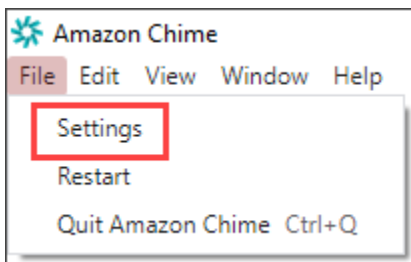 Amazon Chime
File Edit View Window Help
Settings
Restart
Quit Amazon Chime Ctrl+Q